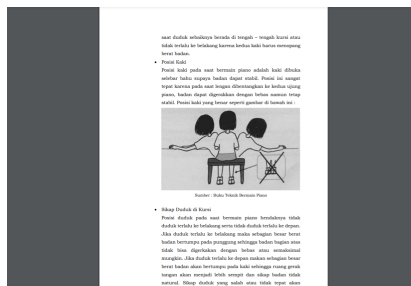 saat duduk sebaiknya berada di tengah – tengah kursi atau
tidak terlalu ke belakang karena kedua kaki harus menopang
berat badan.
• Posisi Kaki
Posisi kaki pada saat bermain piano adalah kaki dibuka
selebar bahu supaya badan dapat stabil. Posisi ini sangat
tepat karena pada saat lengan dibentangkan ke kedua ujung
piano, badan dapat digerakkan dengan bebas namun tetap
stabil. Posisi kaki yang benar seperti gambar di bawah ini :
Sumber : Buku Teknik Bermain Piano
• Sikap Duduk di Kursi
Posisi duduk pada saat bermain piano hendaknya tidak
duduk terlalu ke belakang serta tidak duduk terlalu ke depan.
Jika duduk terlalu ke belakang maka sebagian besar berat
badan bertumpu pada punggung sehingga badan bagian atas
tidak bisa digerakan dengan bebas atau semaksimal
mungkin. Jika duduk terlalu ke depan makan sebagian besar
berat badan akan bertumpu pada kaki sehingga ruang gerak
tangan akan menjadi lebih sempit dan sikap badan tidak
natural. Sikap duduk yang salah atau tidak tepat akan